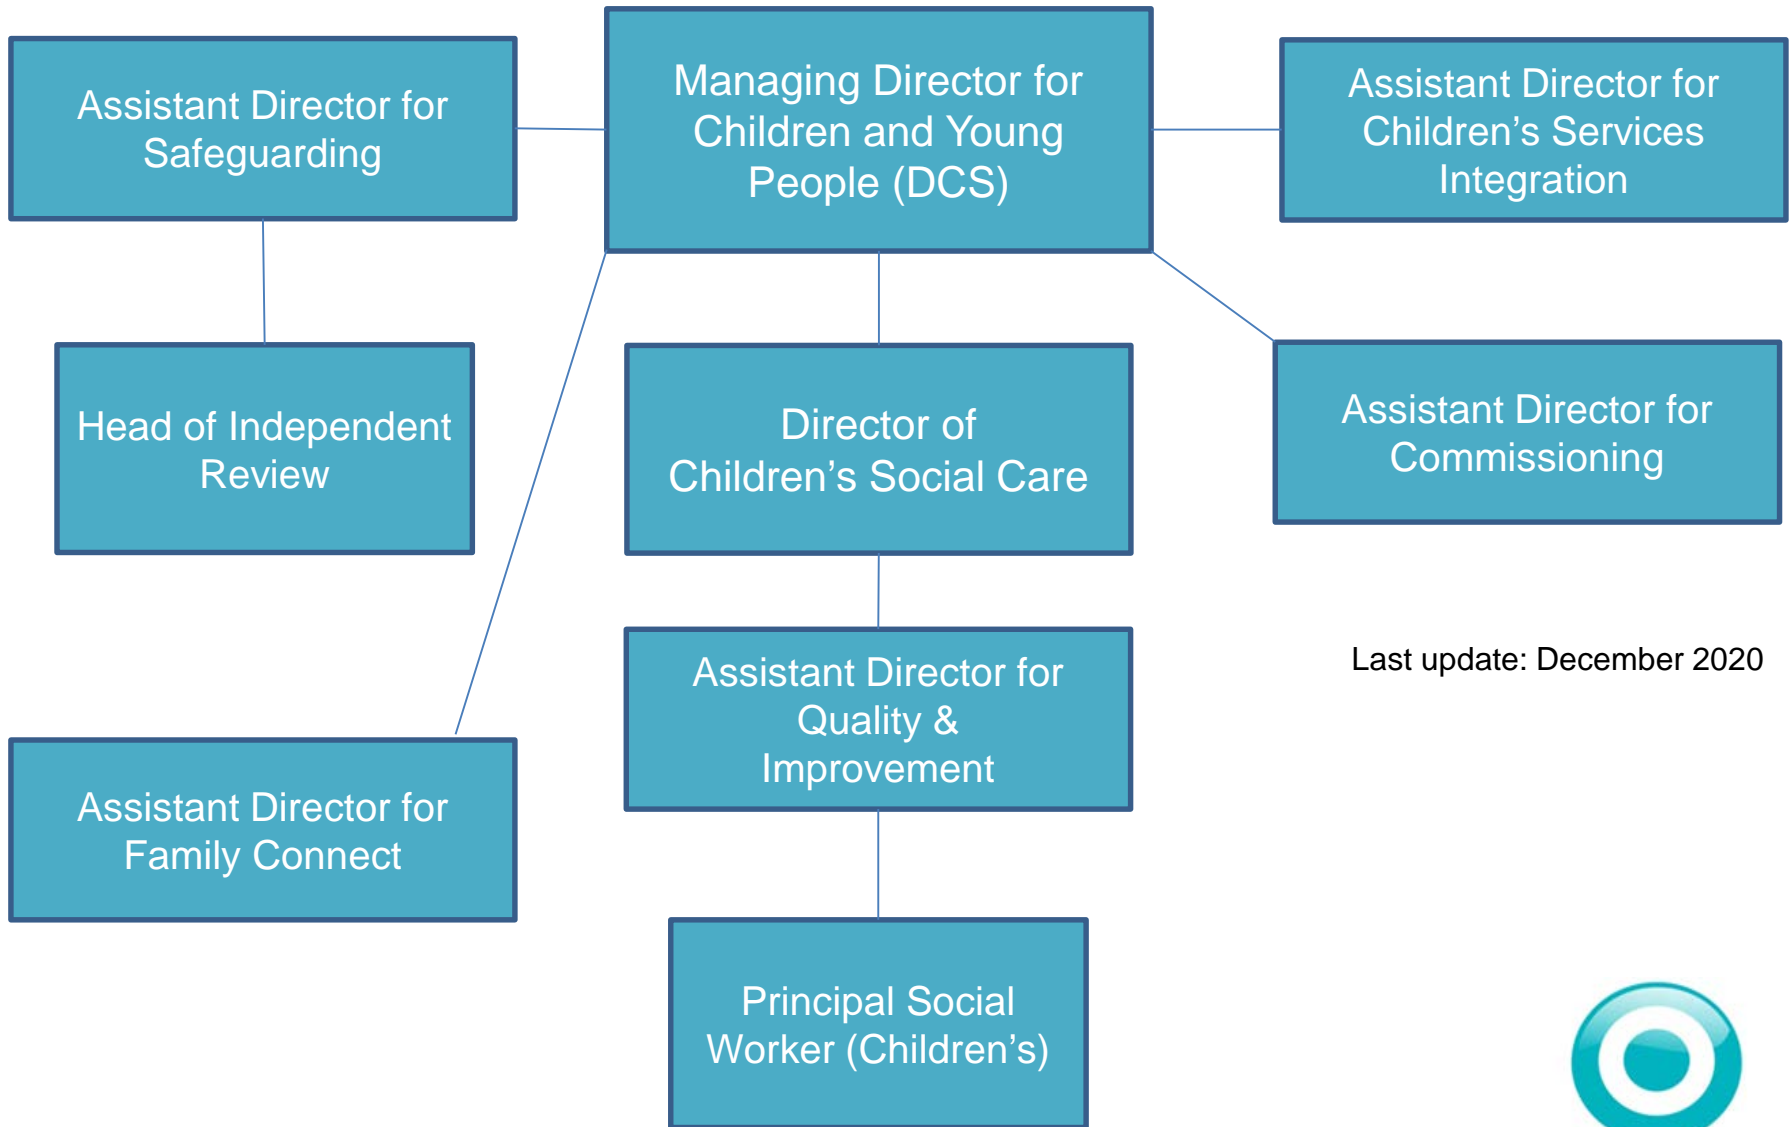 Assistant Director for
Safeguarding
Managing Director for
Children and Young
People (DCS)
Assistant Director for
Children’s Services
Integration
Head of Independent
Review
Director of
Children’s Social Care
Assistant Director for
Commissioning
Assistant Director for
Quality &
Improvement
Last update: December 2020
Assistant Director for
Family Connect
Principal Social
Worker (Children’s)